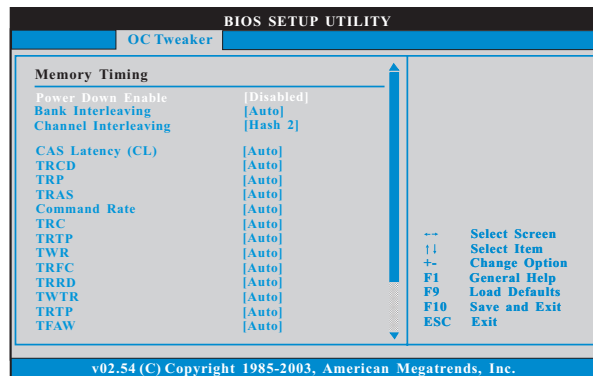 BIOS SETUP UTILITY
OC Tweaker
Memory Timing
Power Down Enable [Disabled]
Bank Interleaving [Auto]
Channel Interleaving [Hash 2]
CAS Latency (CL) [Auto]
TRCD [Auto]
TRP [Auto]
TRAS [Auto]
Command Rate [Auto]
TRC [Auto]
TRTP [Auto]
TWR [Auto]
TRFC [Auto]
TRRD [Auto]
TWTR [Auto]
TRTP [Auto]
TFAW [Auto]
←→ Select Screen
↑↓ Select Item
+- Change Option
F1 General Help
F9 Load Defaults
F10 Save and Exit
ESC Exit
v02.54 (C) Copyright 1985-2003, American Megatrends, Inc.